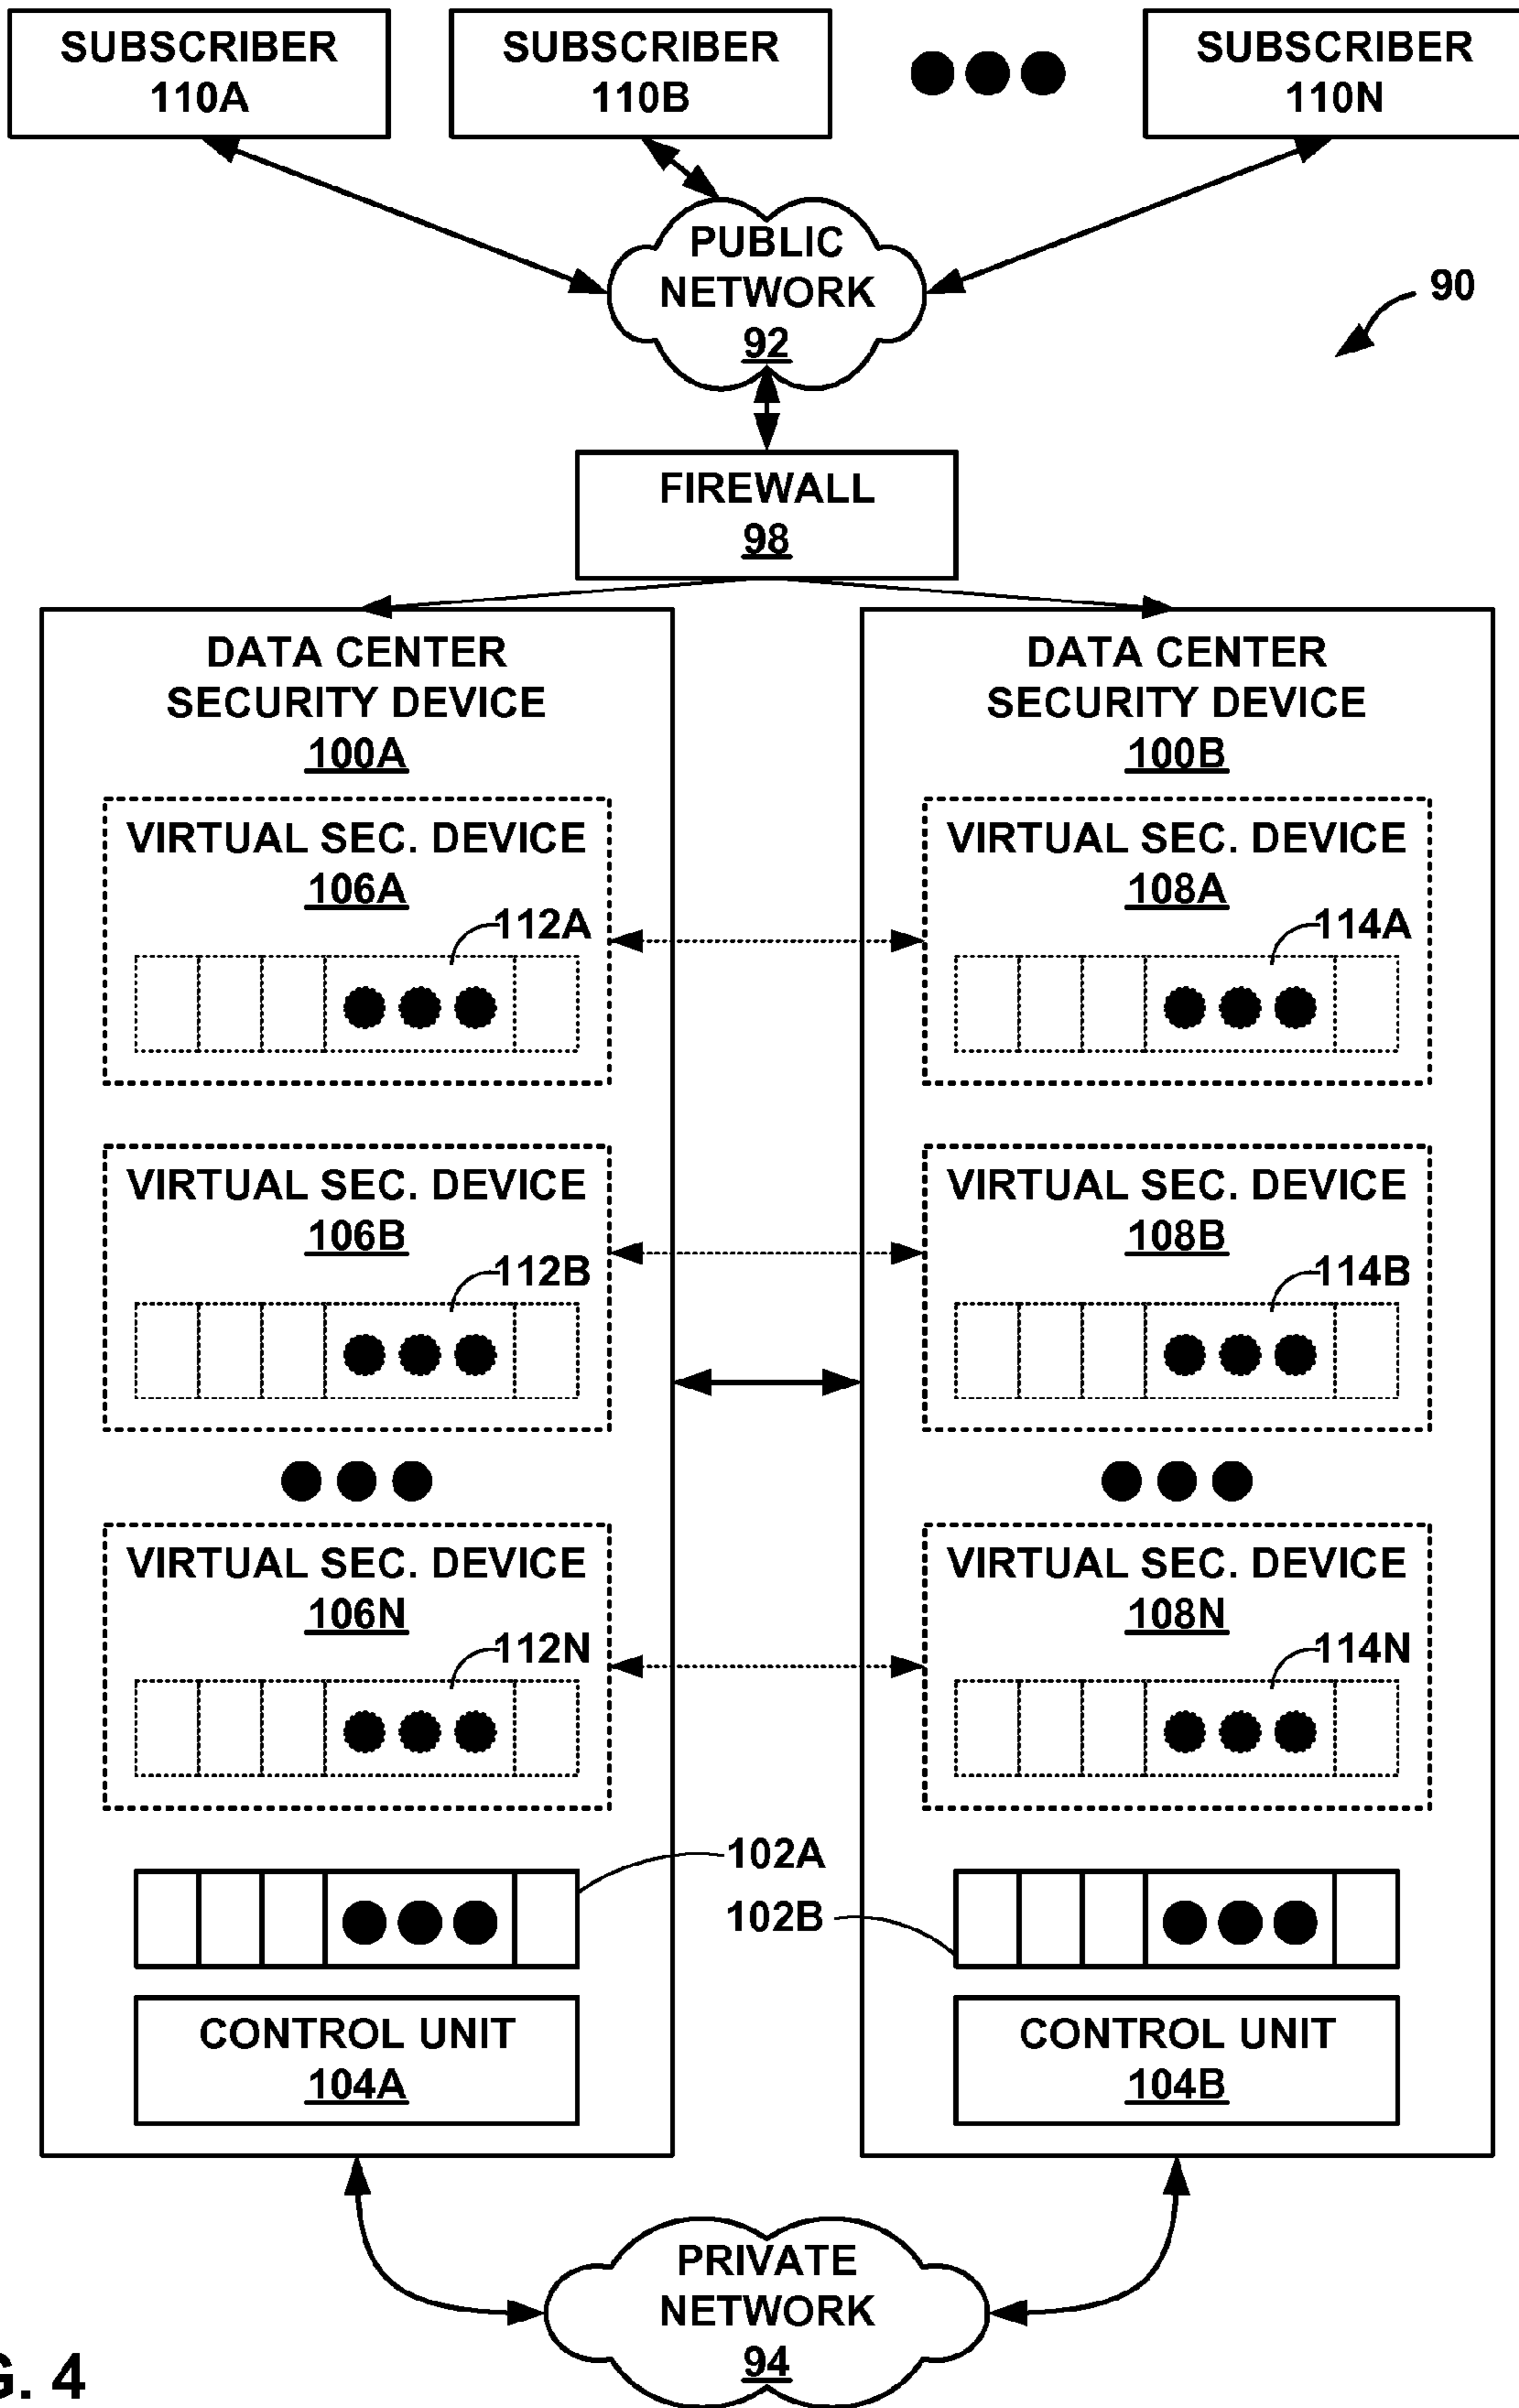 SUBSCRIBER
110A
SUBSCRIBER
110B
SUBSCRIBER
110N
PUBLIC
NETWORK
92
90
FIREWALL
98
DATA CENTER
SECURITY DEVICE
100A
VIRTUAL SEC. DEVICE
106A
112A
VIRTUAL SEC. DEVICE
106B
112B
VIRTUAL SEC. DEVICE
106N
112N
102A
CONTROL UNIT
104A
DATA CENTER
SECURITY DEVICE
100B
VIRTUAL SEC. DEVICE
108A
114A
VIRTUAL SEC. DEVICE
108B
114B
VIRTUAL SEC. DEVICE
108N
114N
102B
CONTROL UNIT
104B
PRIVATE
NETWORK
94
G. 4